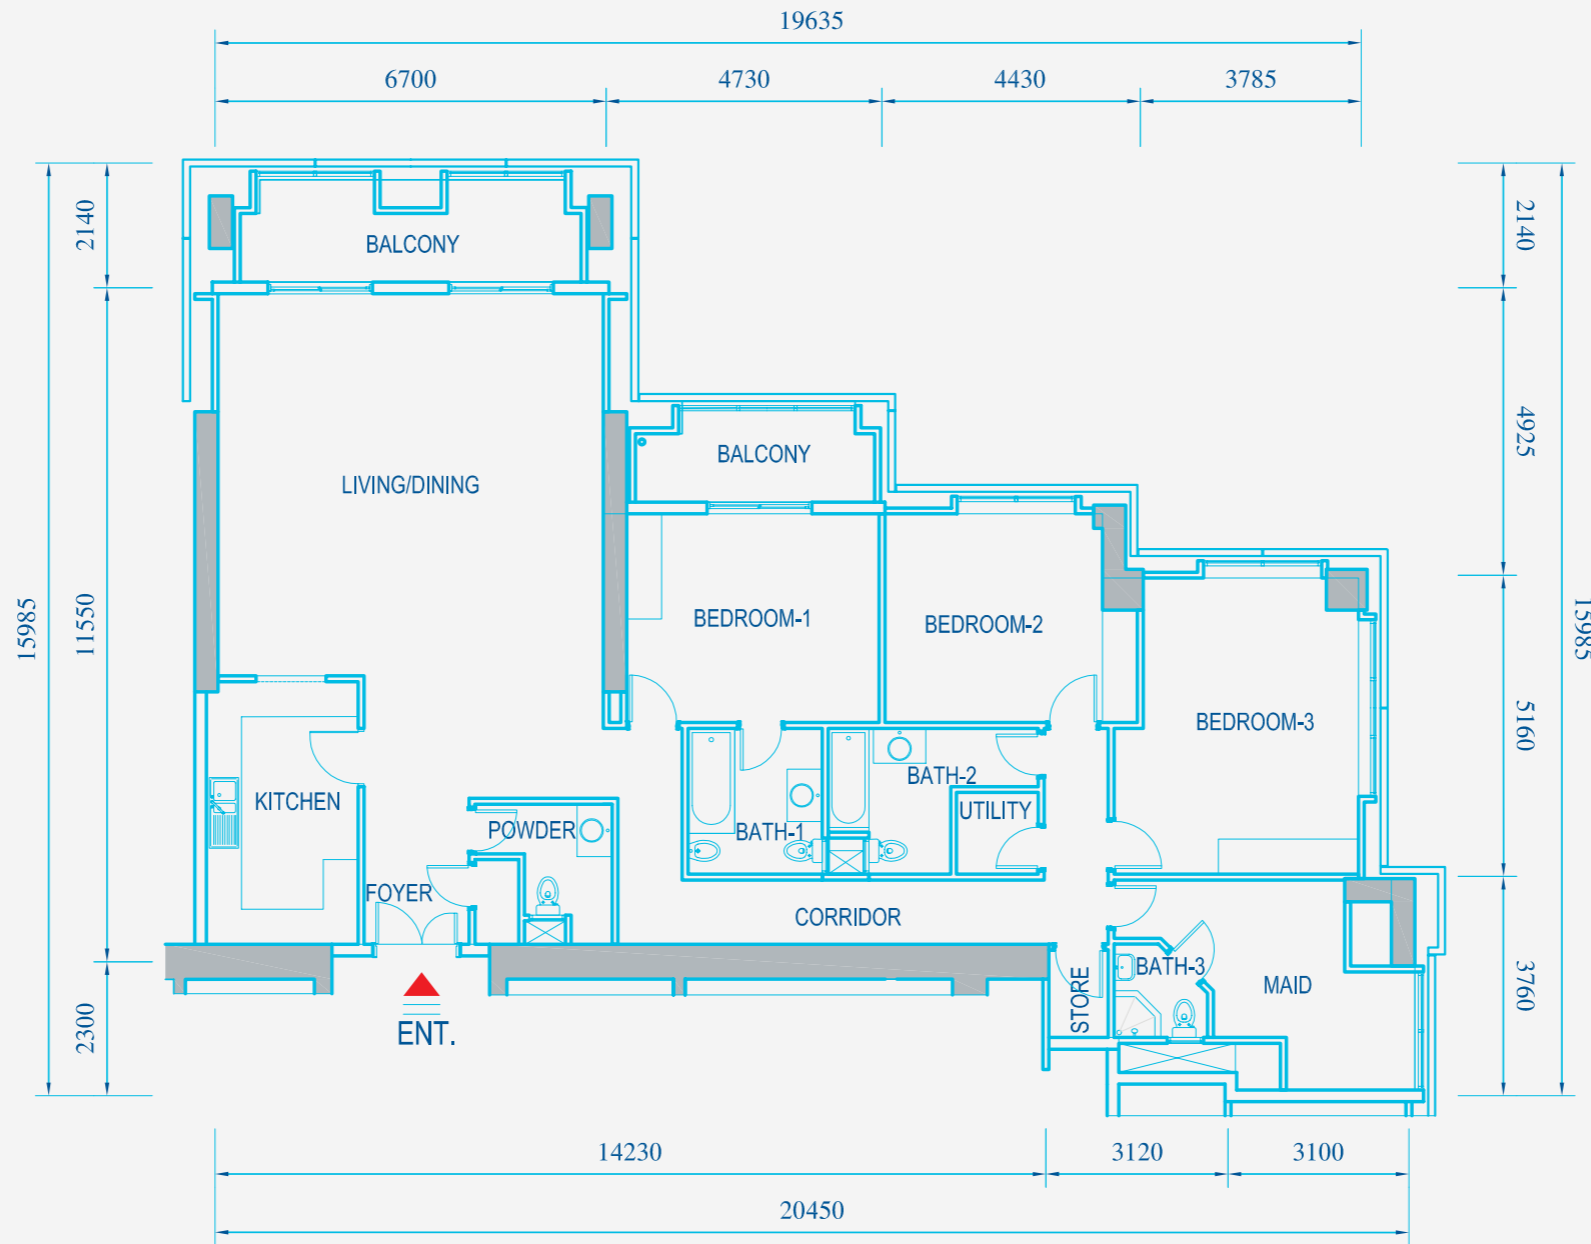 19635
6700 4730 4430 3785
2140
2140
BALCONY
4925
BALCONY
LIVING/DINING
15985
11550
15985
BEDROOM-1
BEDROOM-2
5160
BEDROOM-3
KITCHEN
BATH-2
UTILITY
POWDER
BATH-1
FOYER
CORRIDOR
3760
BATH-3
MAID
STORE
2300
ENT.
14230 3120 3100
20450